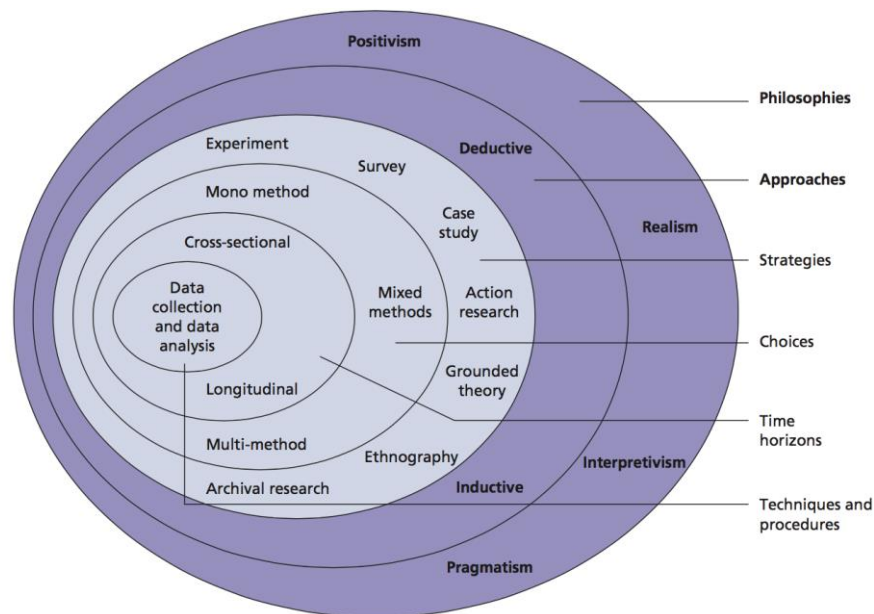 Positivism
Philosophies
Experiment
Deductive
Survey
Approaches
Mono method
Case
study
Realism
Cross-sectional
Strategies
Data
collection
and data
analysis
Mixed
methods
Action
research
Choices
Grounded
theory
Longitudinal
Time
horizons
Multi-method
Ethnography
Interpretivism
Archival research
Inductive
Techniques and
procedures
Pragmatism